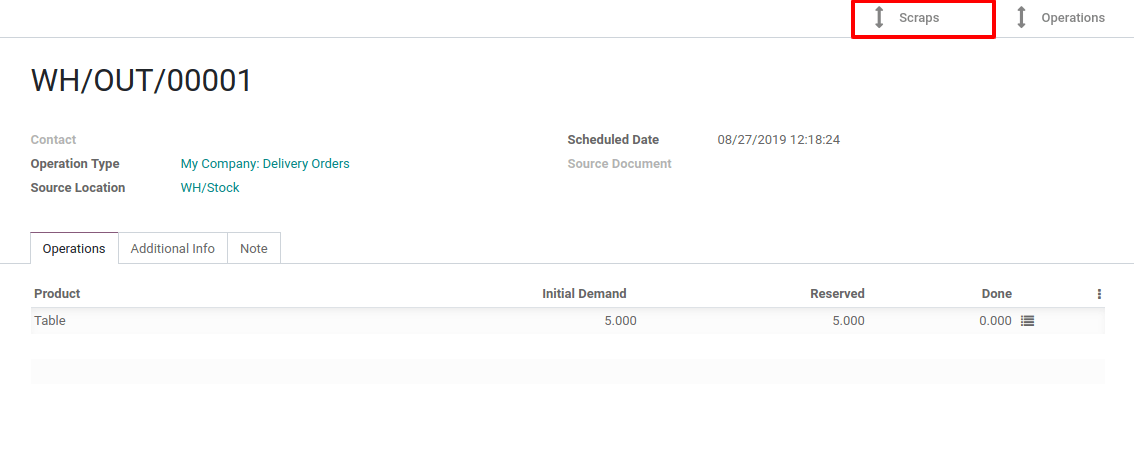 Scraps Operations
WH/OUT/00001
Contact Scheduled Date 08/27/2019 12:18:24
Operation Type My Company: Delivery Orders Source Document
Source Location WH/Stock
Operations Additional Info Note
Product Initial Demand Reserved Done
Table 5.000 5.000 0.000